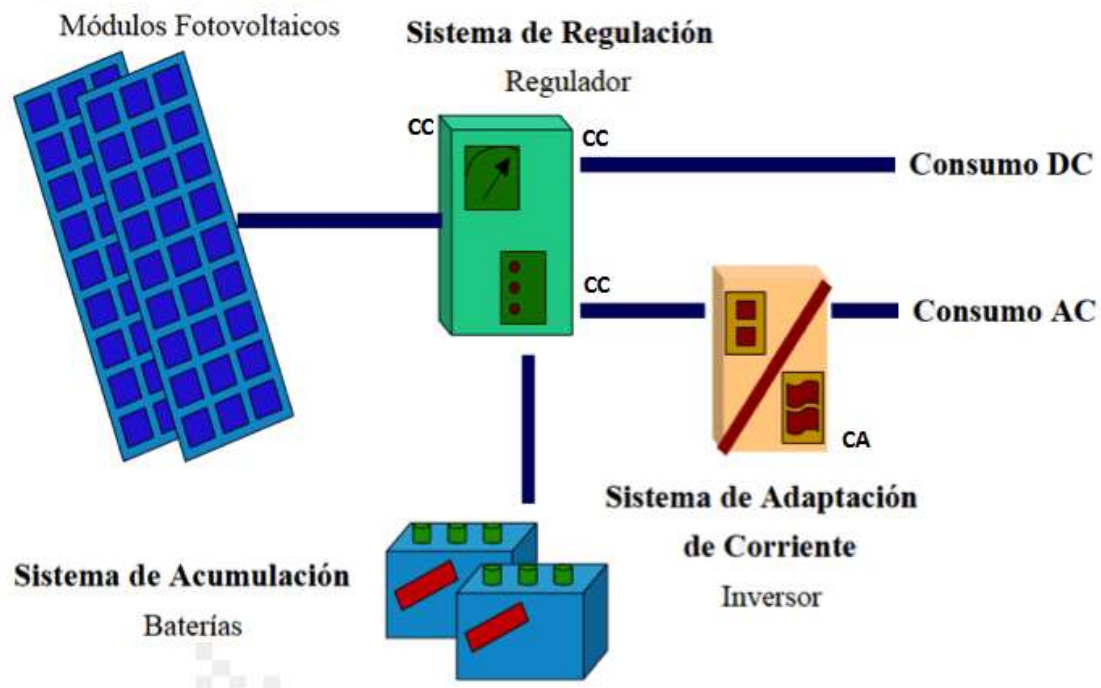 Módulos Fotovoltaicos
Sistema de Regulación
Regulador
CC
CC
Consumo DC
CC
Consumo AC
CA
Sistema de Adaptación
de Corriente
Inversor
Sistema de Acumulación
Baterías